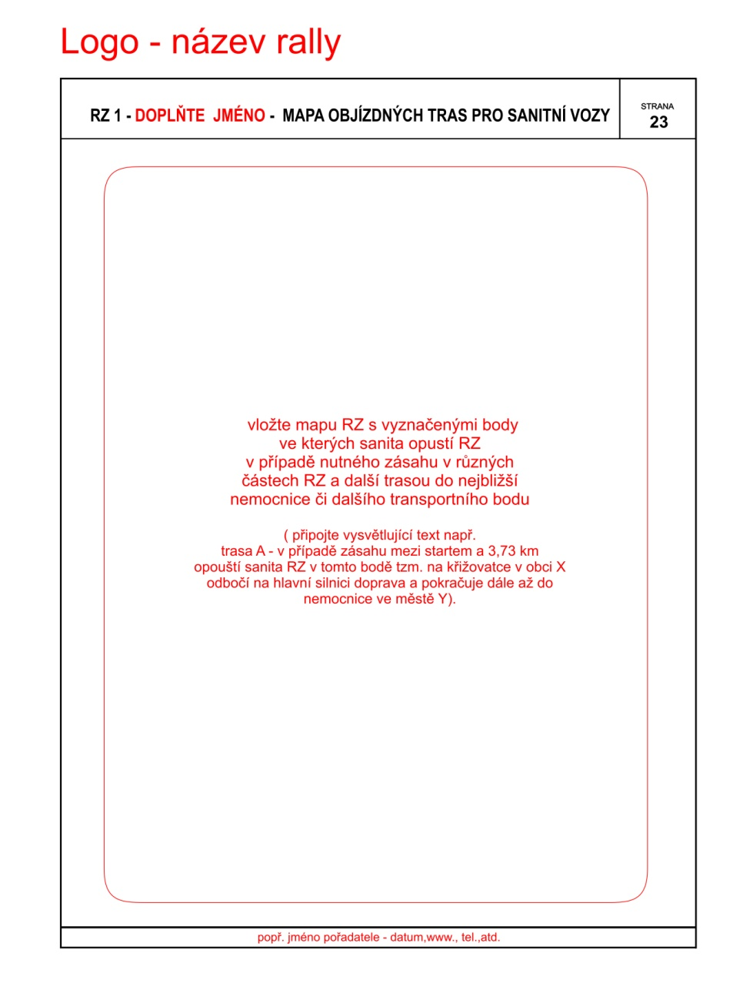 Logo - název rally
RZ 1 - DOPLŇTE JMÉNO - MAPA OBJÍZDNÝCH TRAS PRO SANITNÍ VOZY
STRANA
23
vložte mapu RZ s vyznačenými body
ve kterých sanita opustí RZ
v případě nutného zásahu v různých
částech RZ a další trasou do nejbližší
nemocnice či dalšího transportního bodu
( připojte vysvětlující text např.
trasa A - v případě zásahu mezi startem a 3,73 km
opouští sanita RZ v tomto bodě tzm. na křižovatce v obci X
odbočí na hlavní silnici doprava a pokračuje dále až do
nemocnice ve městě Y).
popř. jméno pořadatele - datum,www., tel.,atd.